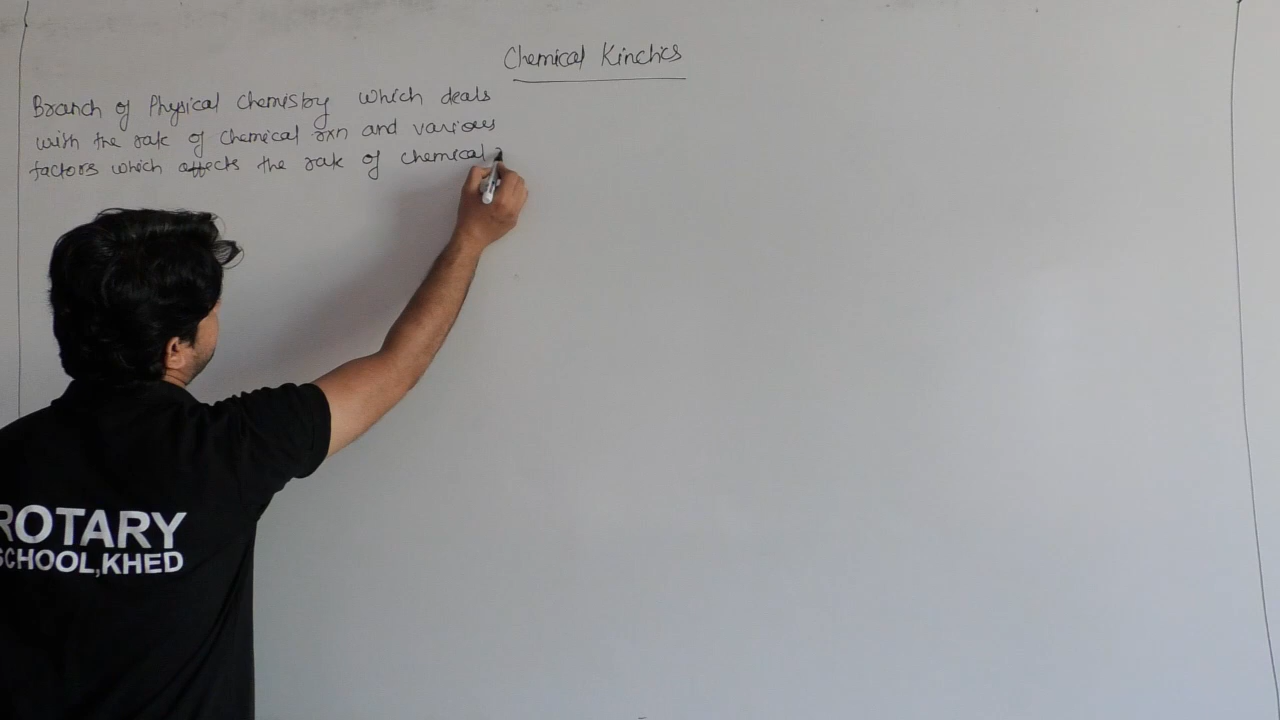 Chemical Kinetics
Branch of Physical Chemistry which deals
with the rate of chemical rxn and various
factors which affects the rate of chemical
ROTARY
SCHOOL,KHED